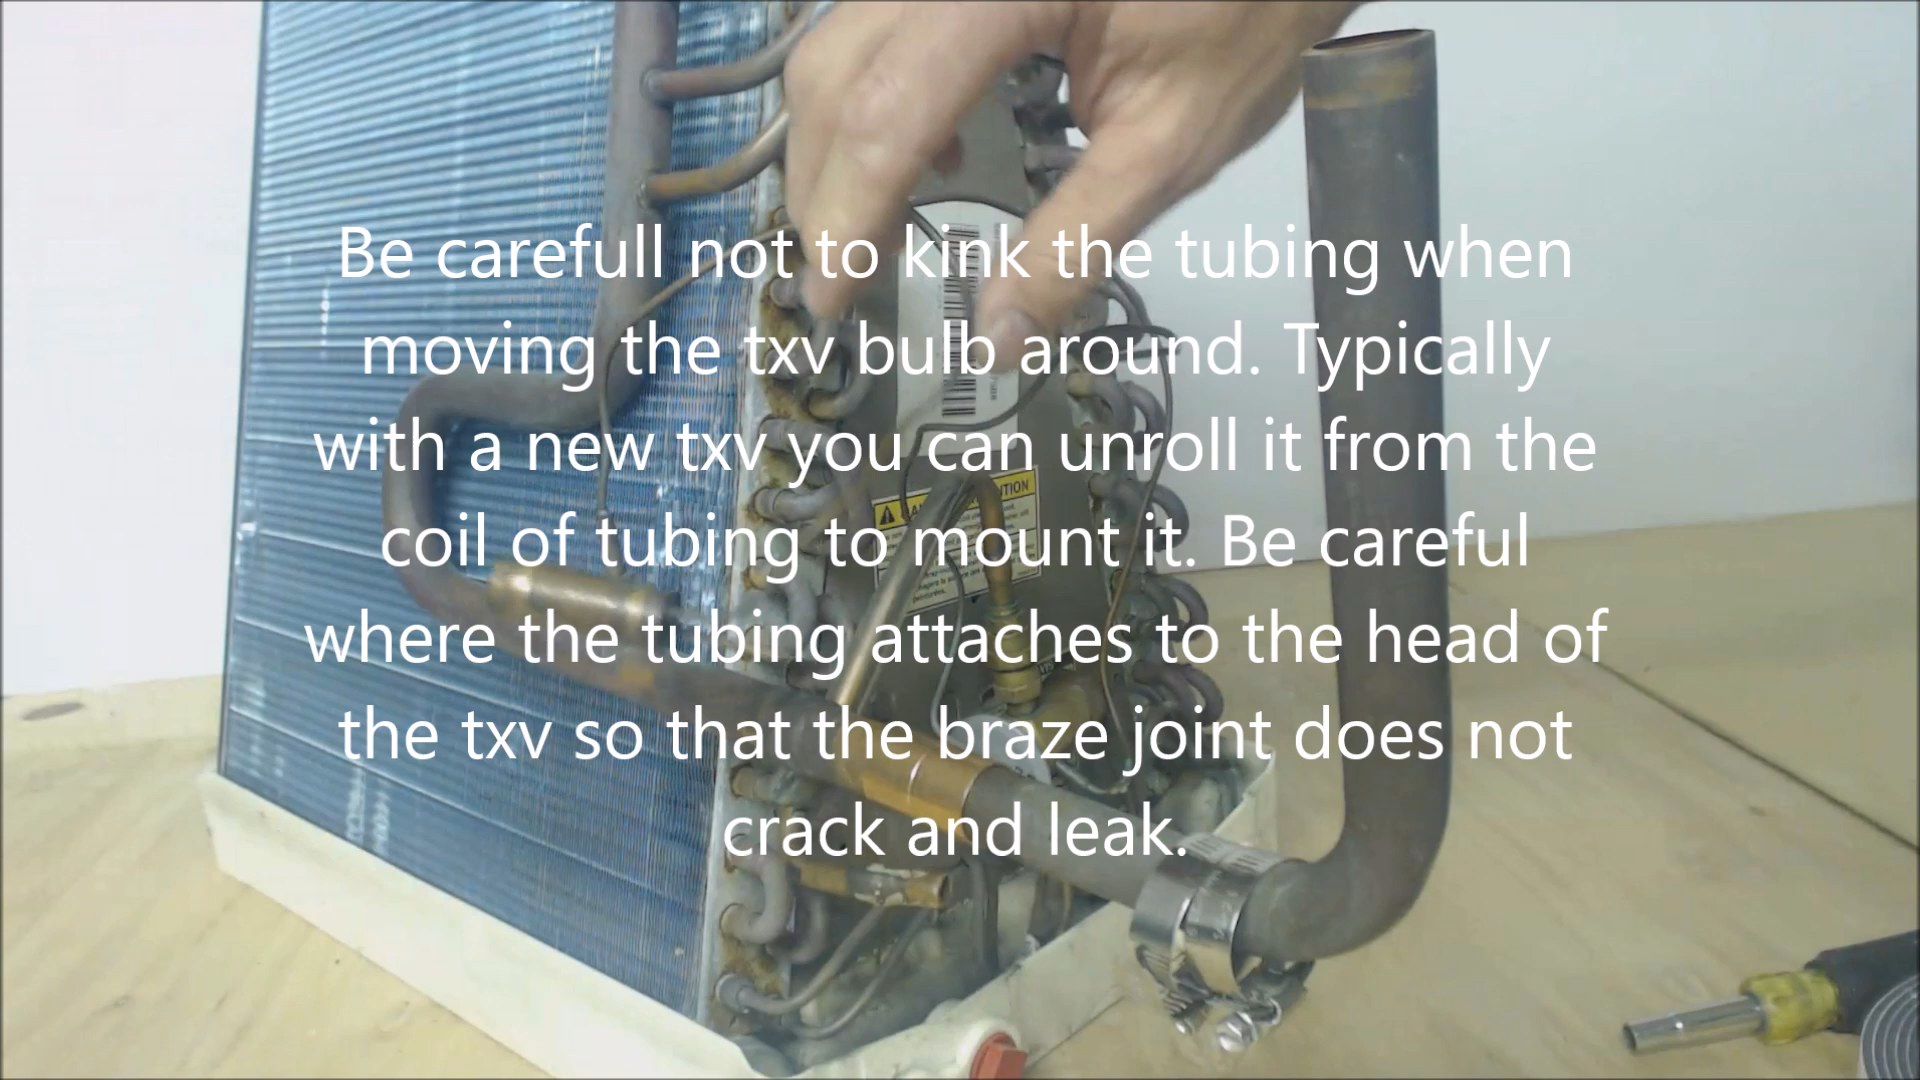 Be carefull not to kink the tubing when
moving the txv bulb around. Typically
with a new txv you can unroll it from the
coil of tubing to mount it. Be careful
where the tubing attaches to the head of
the txv so that the braze joint does not
crack and leak.